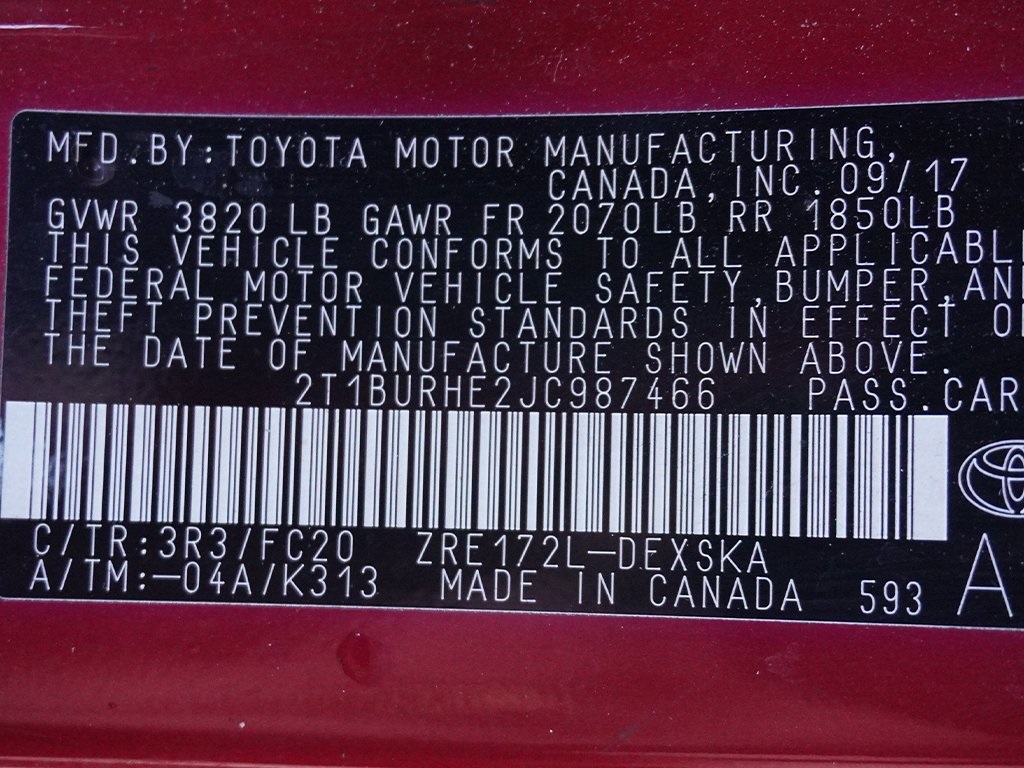 MFD.BY:TOYOTA MOTOR MANUFACTURING,
CANADA,INC. 09/17
GVWR 3820 LB GAWR FR 2070LB RR 1850LB
THIS VEHICLE CONFORMS TO ALL APPLICABL
FEDERAL MOTOR VEHICLE SAFETY,BUMPER,AN
THEFT PREVENTION STANDARDS IN EFFECT O
THE DATE OF MANUFACTURE SHOWN ABOVE.
2T1BURHE2JC987466 PASS.CAR
C/TR:3R3/FC20 ZRE172L-DEXSKA A
A/TM:-04A/K313 MADE IN CANADA 593